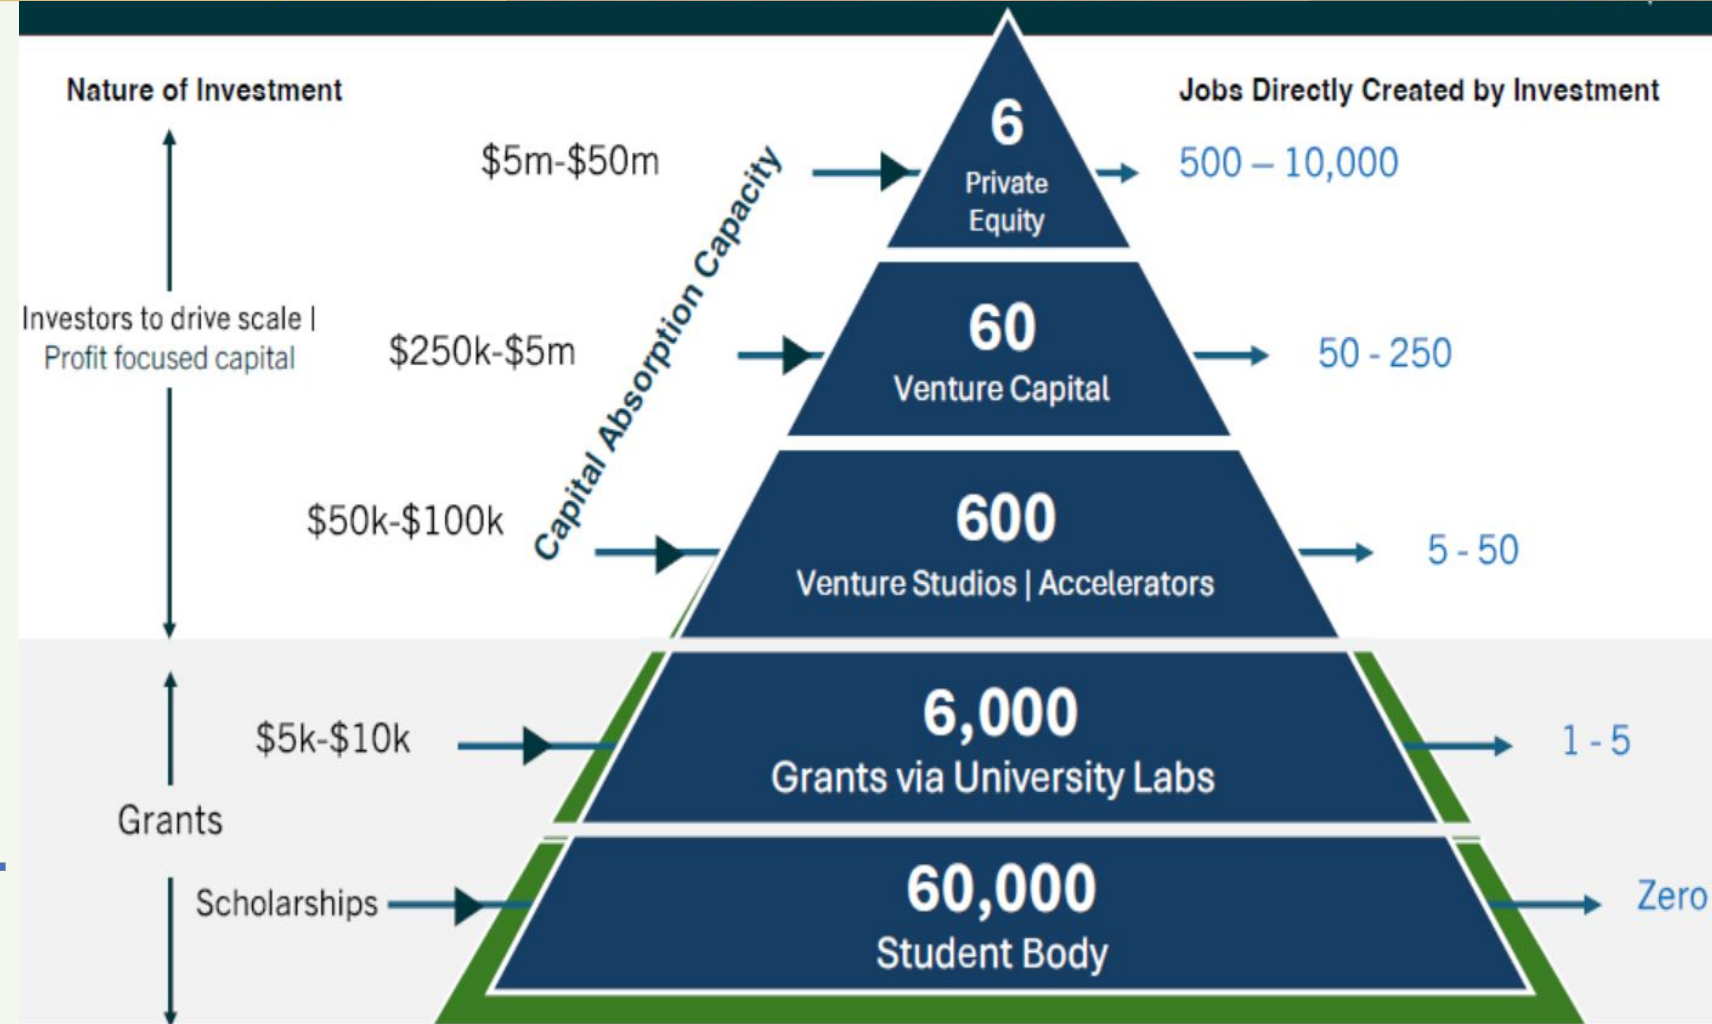 Nature of Investment
Jobs Directly Created by Investment
6
Private
Equity
$5m-$50m
500 – 10,000
Capital Absorption Capacity
Investors to drive scale |
Profit focused capital
$250k-$5m
60
Venture Capital
50 - 250
$50k-$100k
600
Venture Studios | Accelerators
5 - 50
$5k-$10k
6,000
Grants via University Labs
1 - 5
Grants
Scholarships
60,000
Student Body
Zero